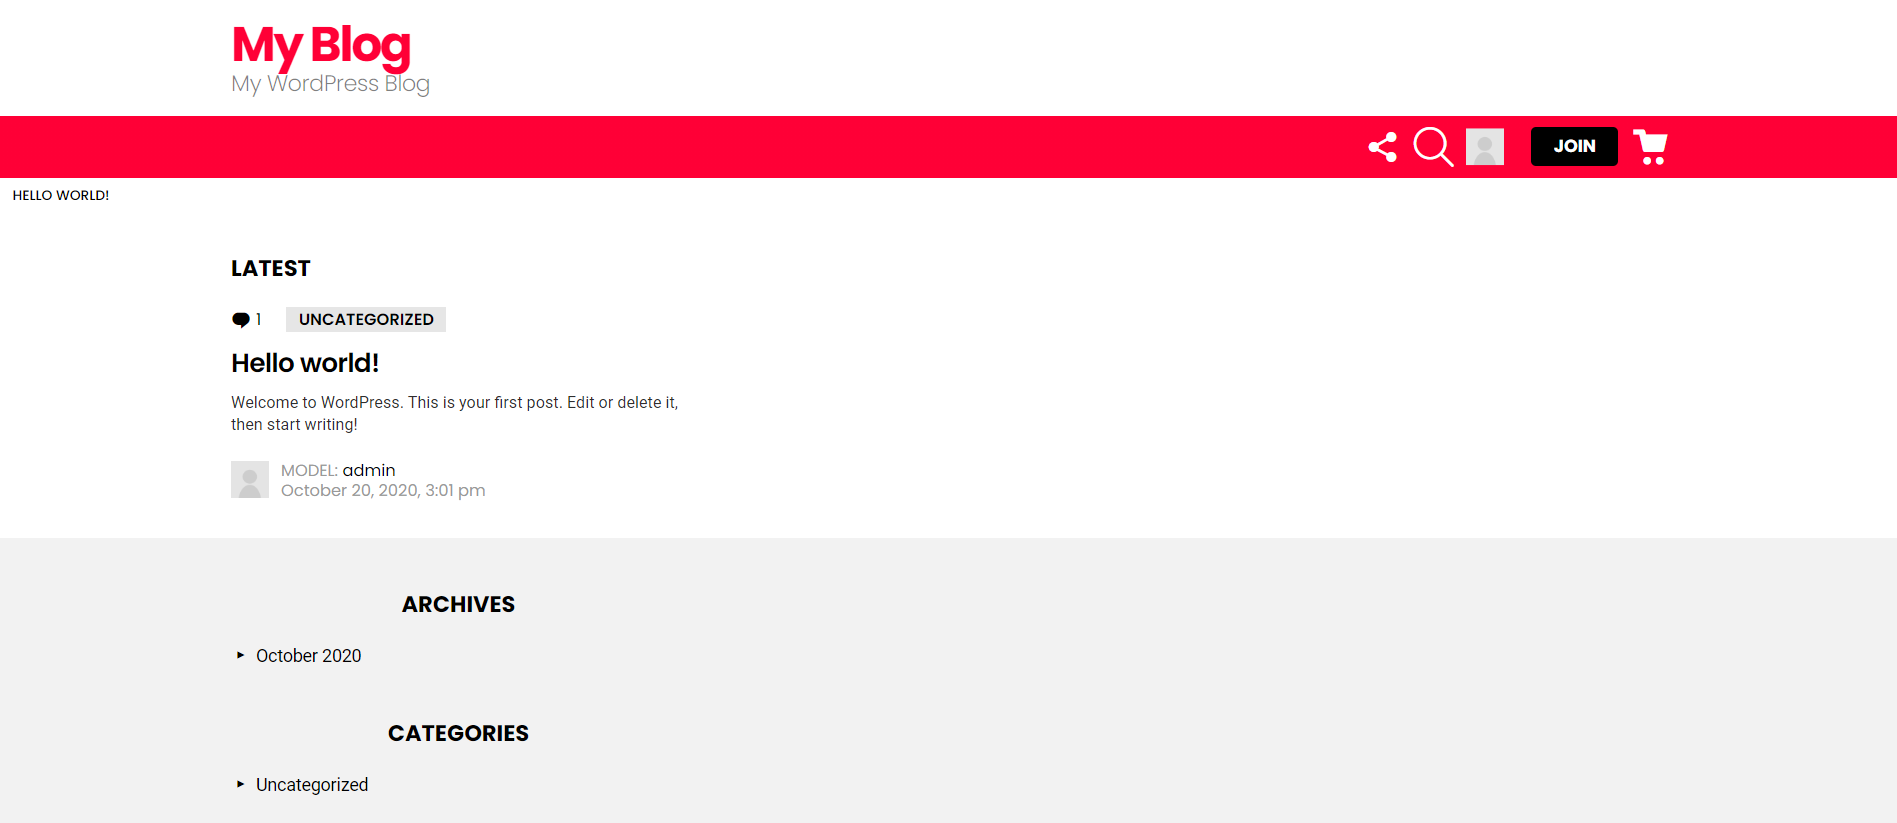 My Blog
My WordPress Blog
JOIN
HELLO WORLD!
LATEST
1 UNCATEGORIZED
Hello world!
Welcome to WordPress. This is your first post. Edit or delete it,
then start writing!
MODEL: admin
October 20, 2020, 3:01 pm
ARCHIVES
October 2020
CATEGORIES
Uncategorized